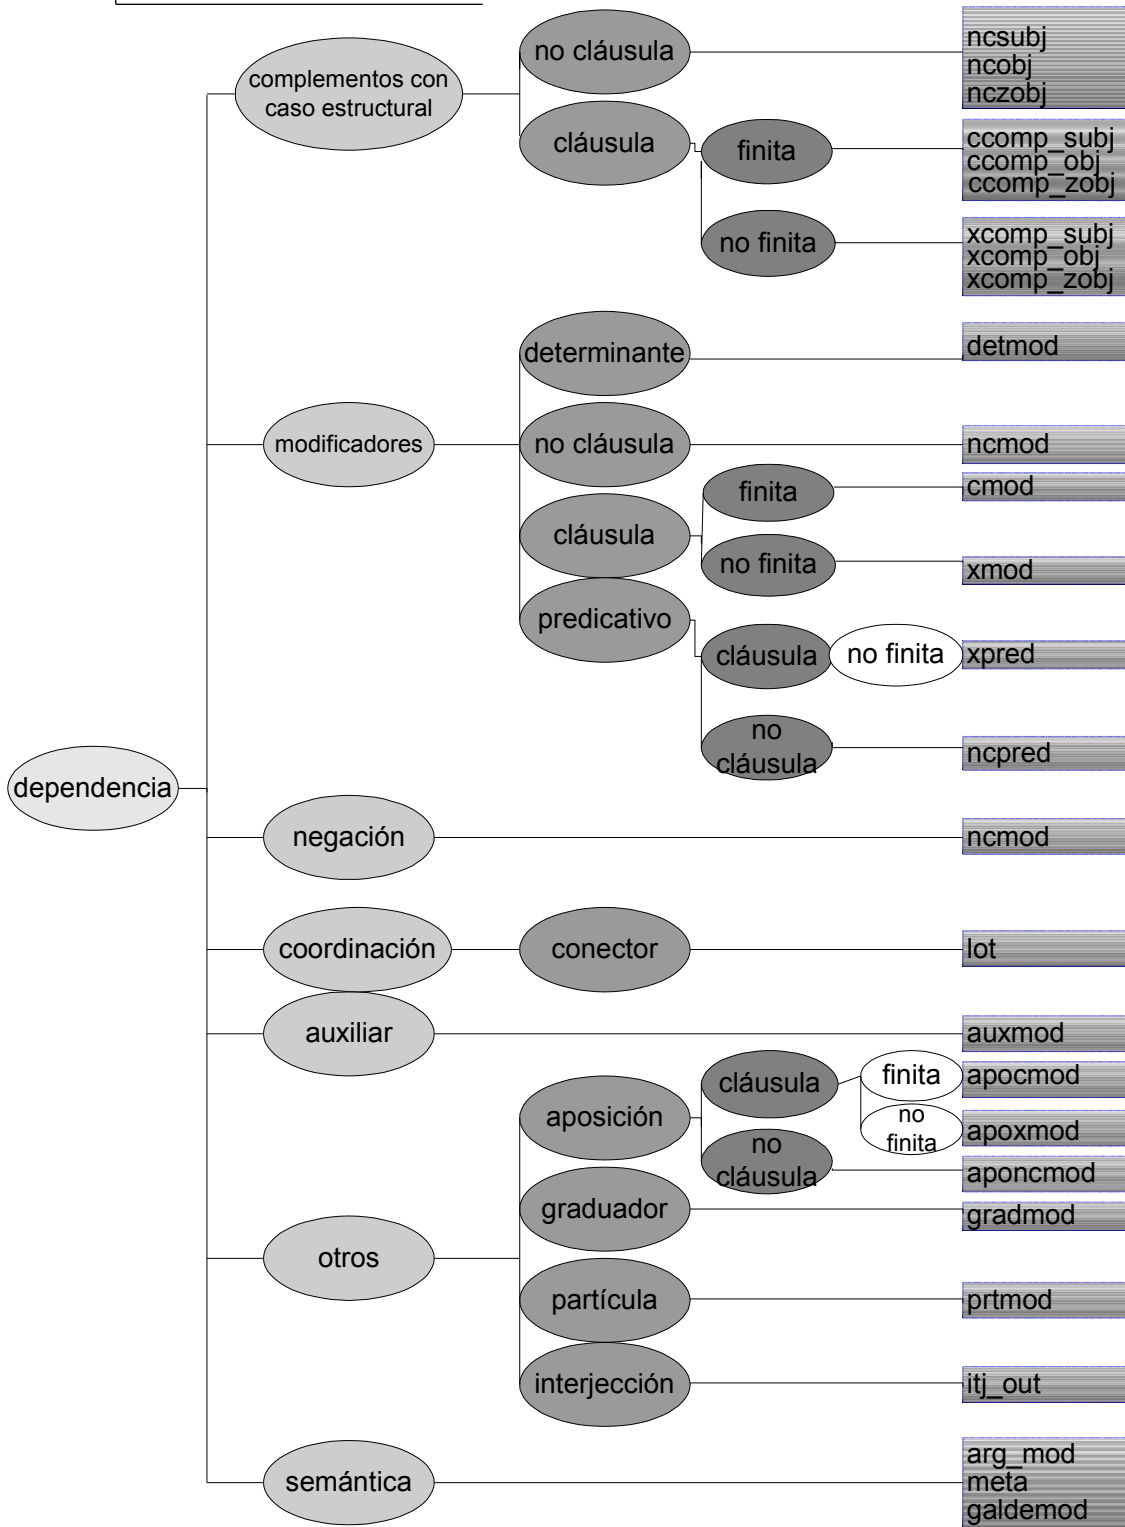 complementos con
caso estructural
no cláusula
ncsubj
ncobj
nczobj
cláusula
finita
ccomp_subj
ccomp_obj
ccomp_zobj
no finita
xcomp_subj
xcomp_obj
xcomp_zobj
modificadores
determinante
detmod
no cláusula
ncmod
cláusula
finita
cmod
no finita
xmod
predicativo
cláusula
no finita
xpred
no
cláusula
ncpred
dependencia
negación
ncmod
coordinación
conector
lot
auxiliar
auxmod
otros
aposición
cláusula
finita
apocmod
no
finita
apoxmod
no
cláusula
aponcmod
graduador
gradmod
partícula
prtmod
interjección
itj_out
semántica
arg_mod
meta
galdemod